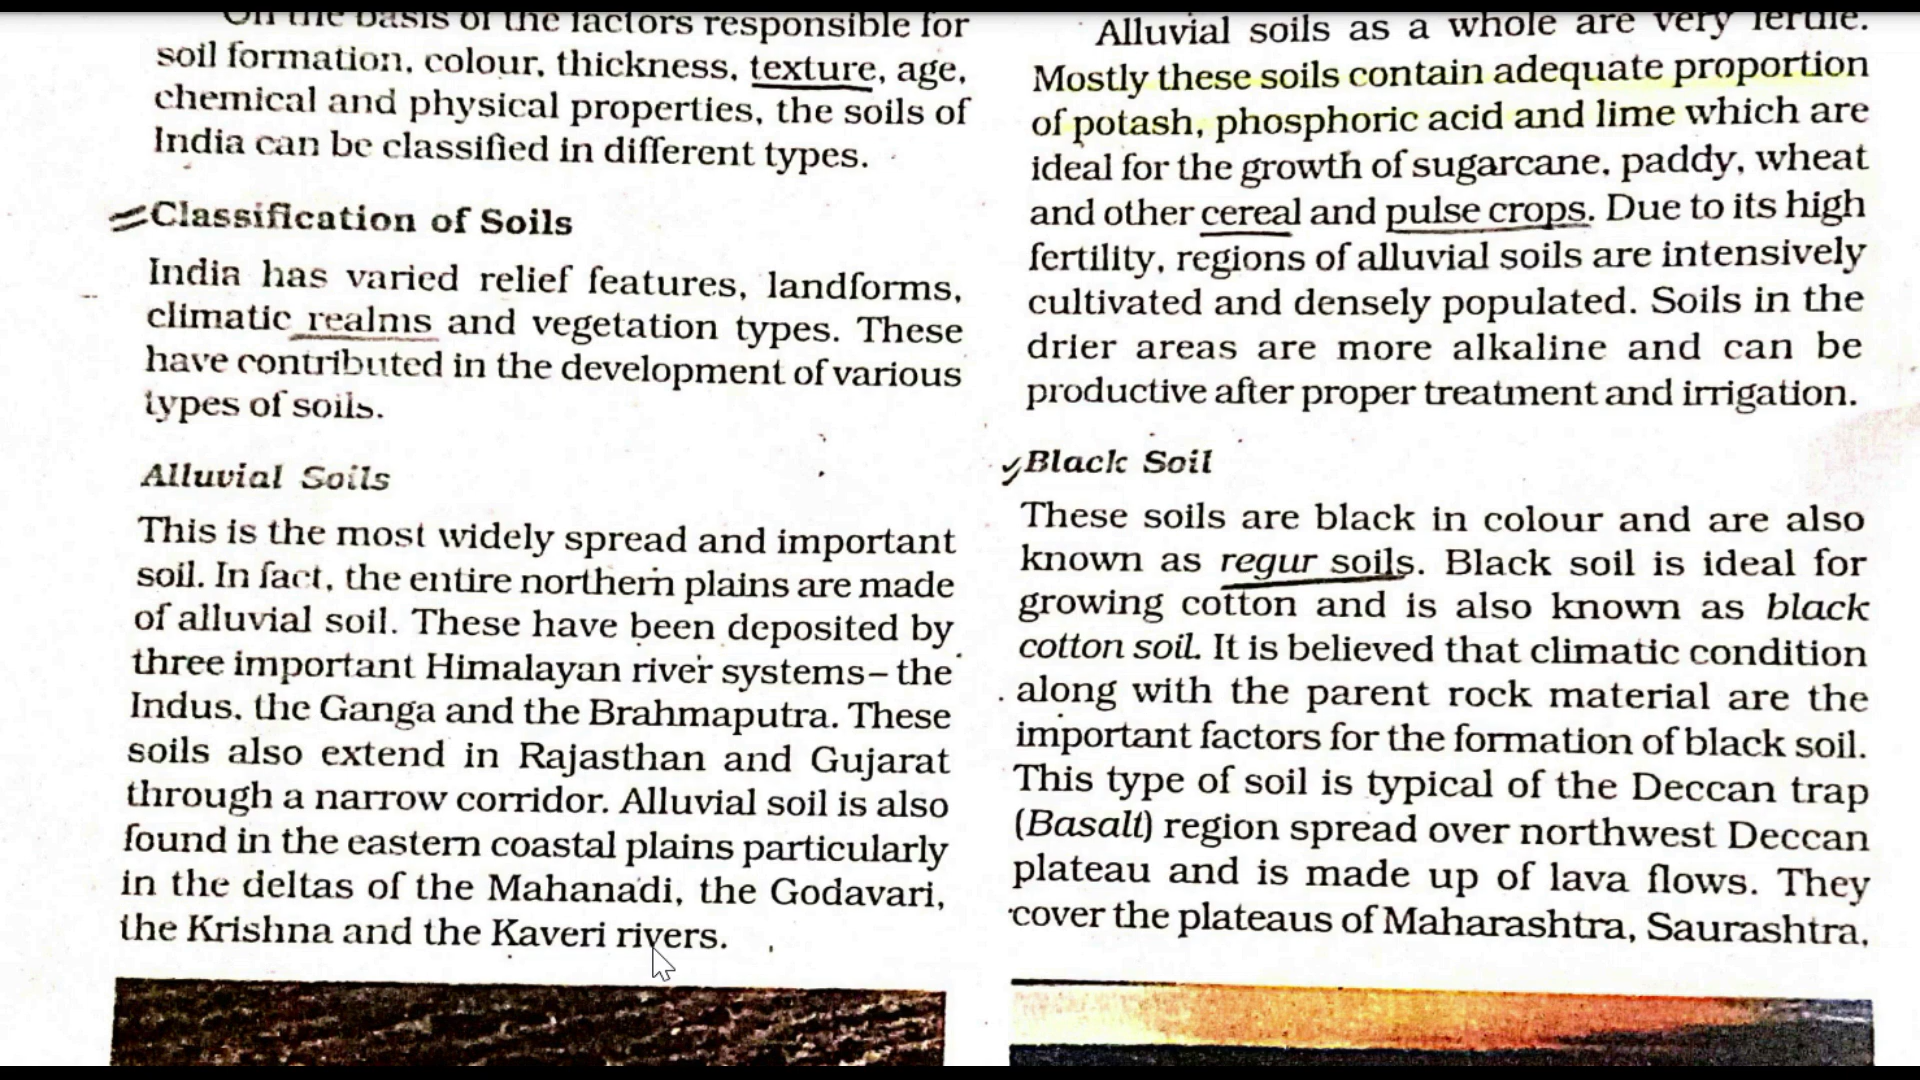 On the basis of the factors responsible for
soil formation, colour, thickness, texture, age,
chemical and physical properties, the soils of
India can be classified in different types.
Classification of Soils
India has varied relief features, landforms,
climatic realms and vegetation types. These
have contributed in the development of various
types of soils.
Alluvial Soils
This is the most widely spread and important
soil. In fact, the entire northern plains are made
of alluvial soil. These have been deposited by
three important Himalayan river systems– the
Indus, the Ganga and the Brahmaputra. These
soils also extend in Rajasthan and Gujarat
through a narrow corridor. Alluvial soil is also
found in the eastern coastal plains particularly
in the deltas of the Mahanadi, the Godavari,
the Krishna and the Kaveri rivers.
Alluvial soils as a whole are very fertile.
Mostly these soils contain adequate proportion
of potash, phosphoric acid and lime which are
ideal for the growth of sugarcane, paddy, wheat
and other cereal and pulse crops. Due to its high
fertility, regions of alluvial soils are intensively
cultivated and densely populated. Soils in the
drier areas are more alkaline and can be
productive after proper treatment and irrigation.
Black Soil
These soils are black in colour and are also
known as regur soils. Black soil is ideal for
growing cotton and is also known as black
cotton soil. It is believed that climatic condition
along with the parent rock material are the
important factors for the formation of black soil.
This type of soil is typical of the Deccan trap
(Basalt) region spread over northwest Deccan
plateau and is made up of lava flows. They
cover the plateaus of Maharashtra, Saurashtra,